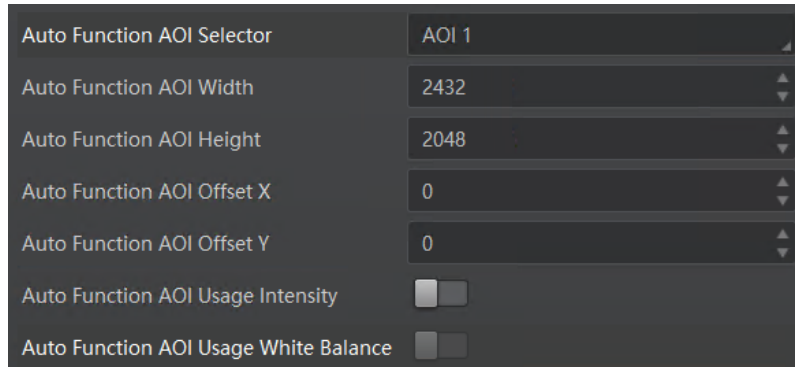 Auto Function AOI Selector AOI 1
Auto Function AOI Width 2432
Auto Function AOI Height 2048
Auto Function AOI Offset X 0
Auto Function AOI Offset Y 0
Auto Function AOI Usage Intensity
Auto Function AOI Usage White Balance